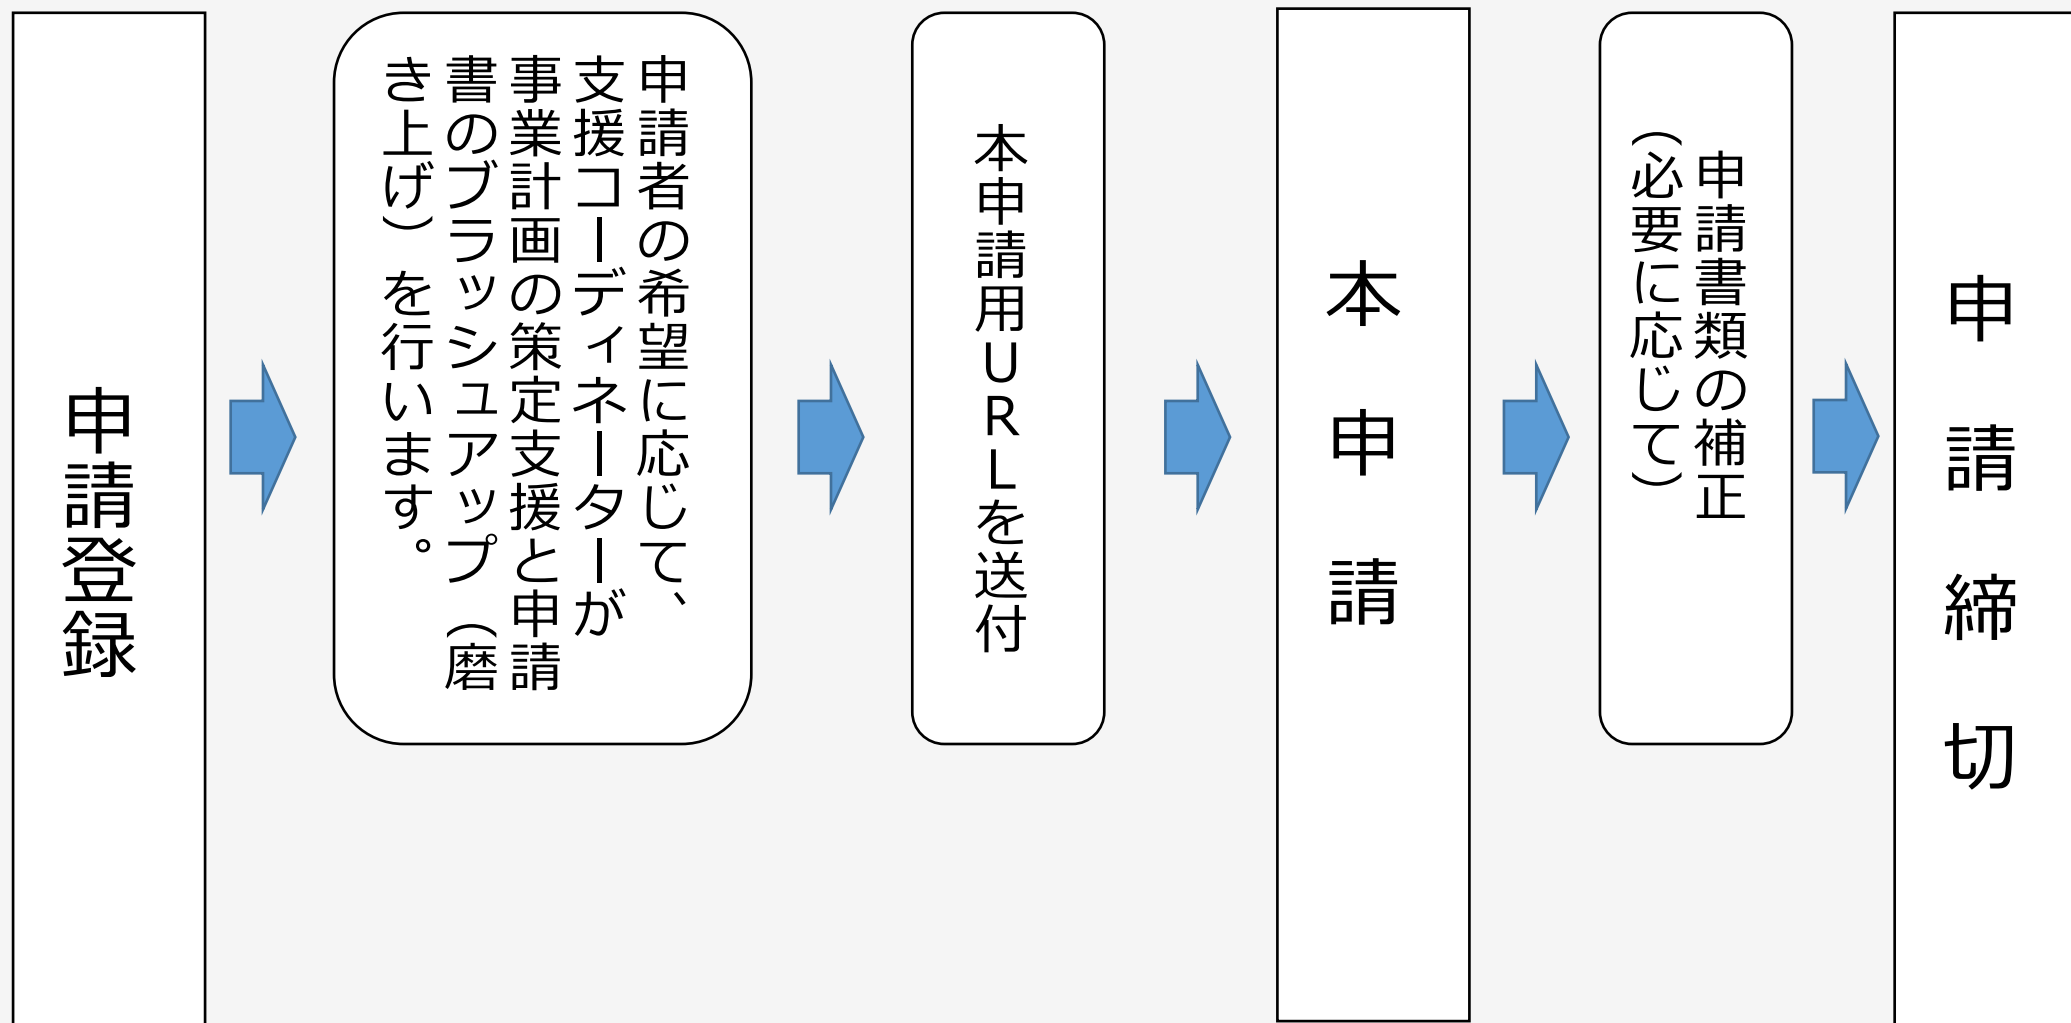 申請登録
申請者の希望に応じて、
支援コーディネーターが
事業計画の策定支援と申請
書のブラッシュアップ（磨
き上げ）を行います。
本申請用ＵＲＬを送付
本申請
申請書類の補正
（必要に応じて）
申請締切